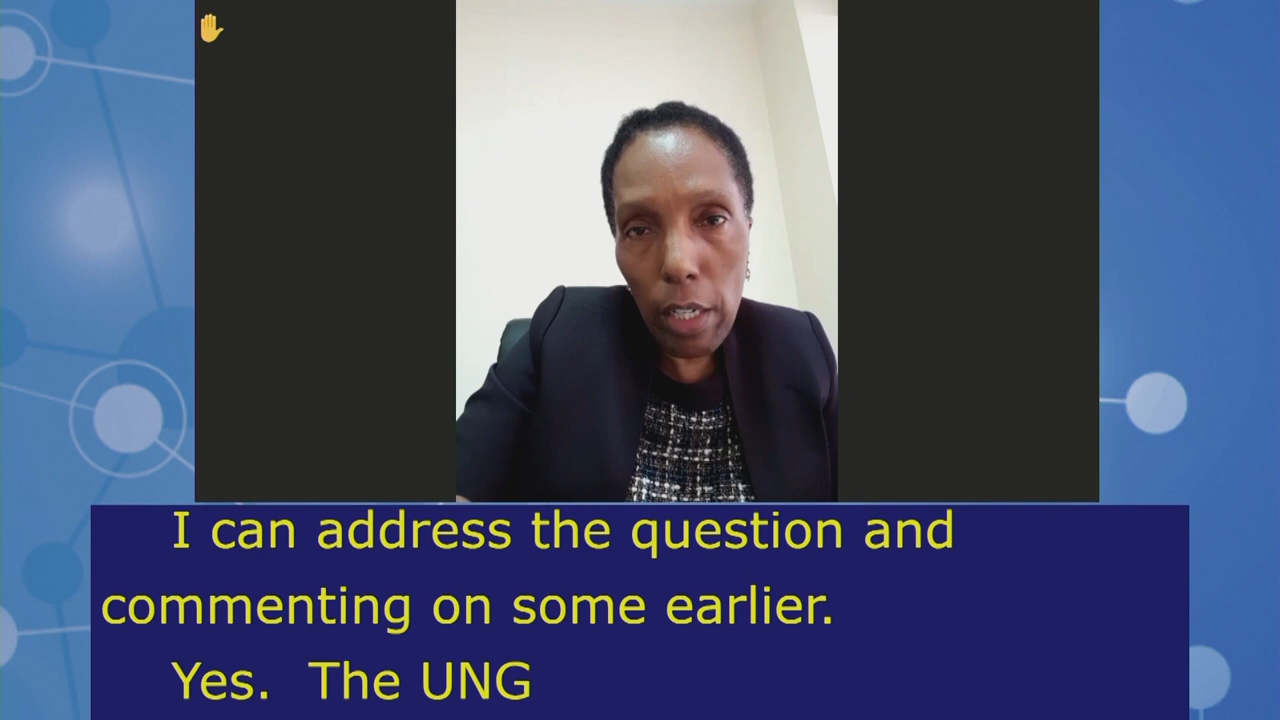 I can address the question and
commenting on some earlier.
Yes.  The UNG